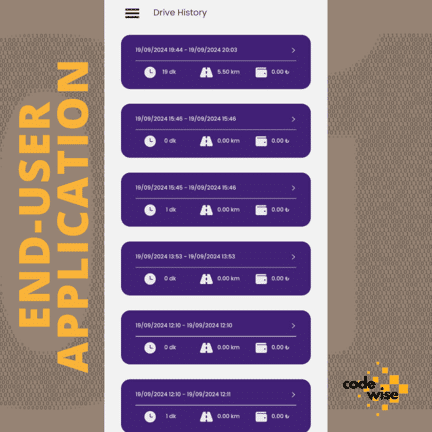 Drive History
19/09/2024 19:44 - 19/09/2024 20:03
19 dk 5.50 km 0.00 ₺
19/09/2024 15:46 - 19/09/2024 15:46
0 dk 0.00 km 0.00 ₺
19/09/2024 15:45 - 19/09/2024 15:46
1 dk 0.00 km 0.00 ₺
19/09/2024 13:53 - 19/09/2024 13:53
0 dk 0.00 km 0.00 ₺
19/09/2024 12:10 - 19/09/2024 12:10
0 dk 0.00 km 0.00 ₺
19/09/2024 12:10 - 19/09/2024 12:11
1 dk 0.00 km 0.00 ₺
END-USER
APPLICATION
code
wise